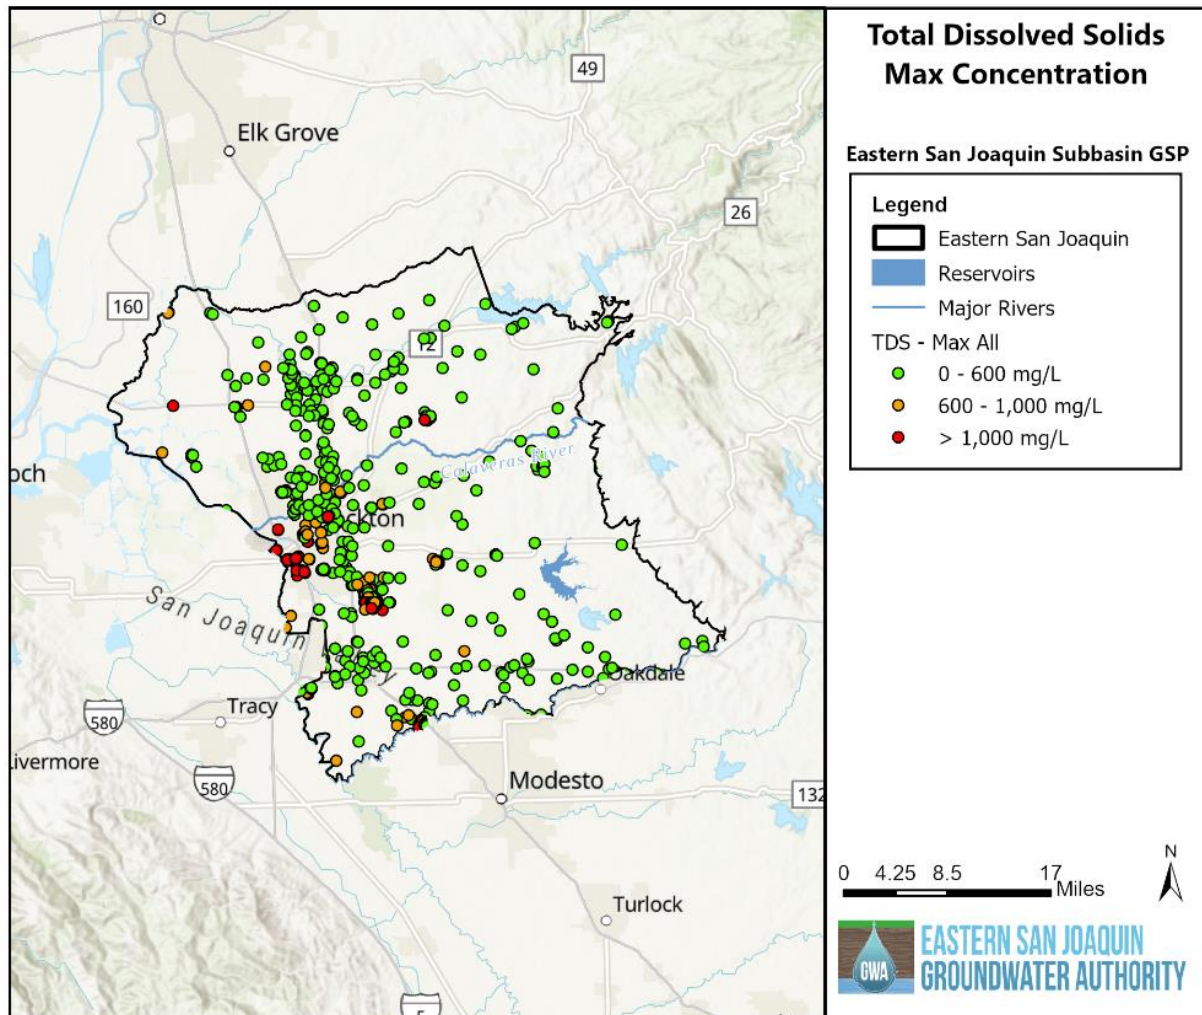 Total Dissolved Solids
Max Concentration
Eastern San Joaquin Subbasin GSP
Legend
Eastern San Joaquin
Reservoirs
Major Rivers
TDS - Max All
0 - 600 mg/L
600 - 1,000 mg/L
> 1,000 mg/L
49
Elk Grove
26
160
12
Calaveras River
och
ckton
San Joaquin
Oakdale
580
Tracy
ivermore
580
Modesto
132
Turlock
5
N
0 4.25 8.5 17
Miles
GWA
EASTERN SAN JOAQUIN
GROUNDWATER AUTHORITY